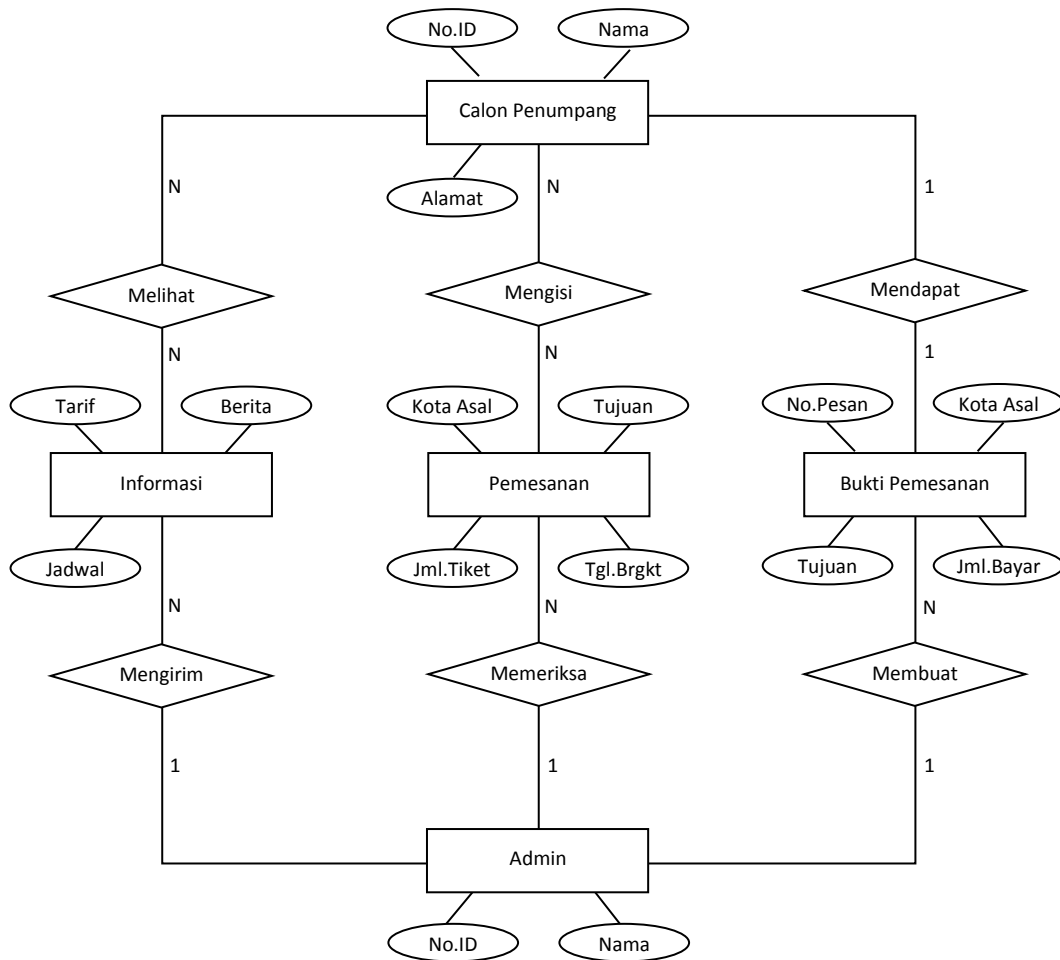 No.ID
Nama
Calon Penumpang
Alamat
N
N
1
Melihat
Mengisi
Mendapat
N
N
1
Tarif
Berita
Kota Asal
Tujuan
No.Pesan
Kota Asal
Informasi
Pemesanan
Bukti Pemesanan
Jadwal
Jml.Tiket
Tgl.Brgkt
Tujuan
Jml.Bayar
N
N
N
Mengirim
Memeriksa
Membuat
1
1
1
Admin
No.ID
Nama